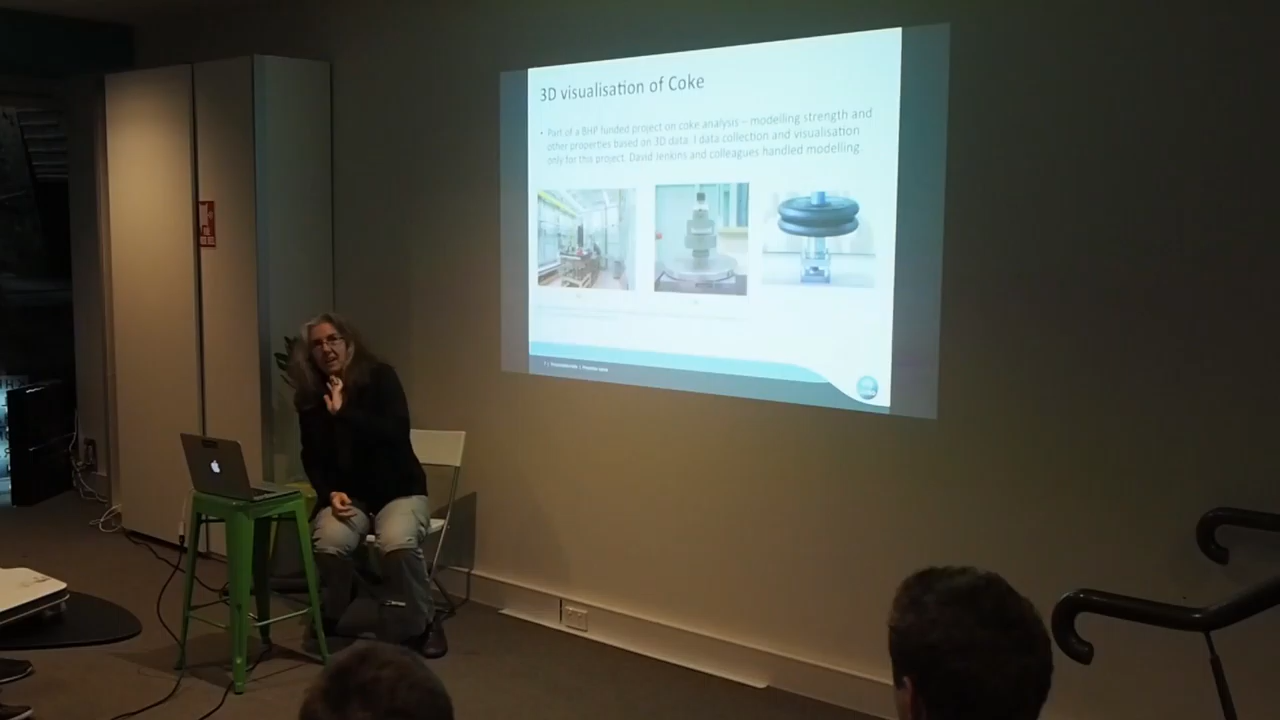 3D visualisation of Coke
• Part of a BHP funded project on coke analysis – modelling strength and
other properties based on 3D data. I data collection and visualisation
only for this project. David Jenkins and colleagues handled modelling